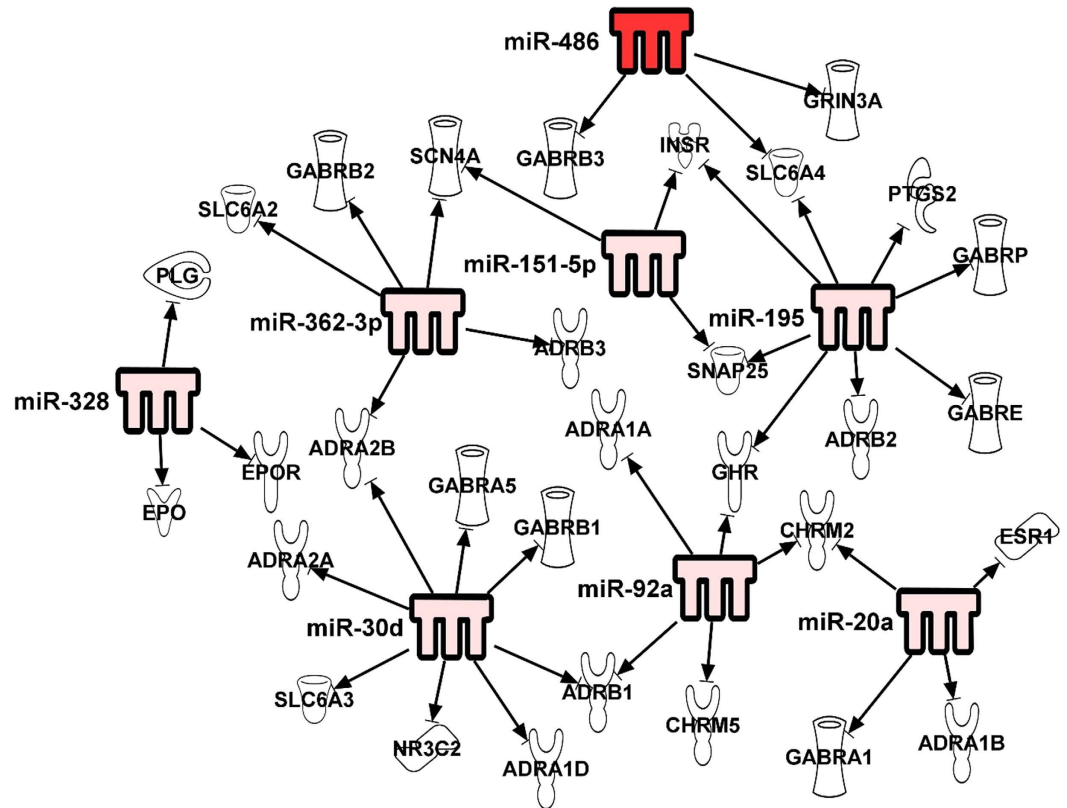 miR-486
GRIN3A
SCN4A
GABRB3
INSR
GABRB2
SLC6A4
PTGS2
SLC6A2
GABRP
miR-151-5p
PLG
miR-362-3p
miR-195
ADRB3
SNAP25
miR-328
GABRE
ADRA1A
ADRB2
ADRA2B
EPOR
GHR
GABRA5
EPO
GABRB1
CHRM2
ESR1
ADRA2A
miR-92a
miR-30d
miR-20a
SLC6A3
ADRB1
CHRM5
NR3C2
ADRA1D
GABRA1
ADRA1B